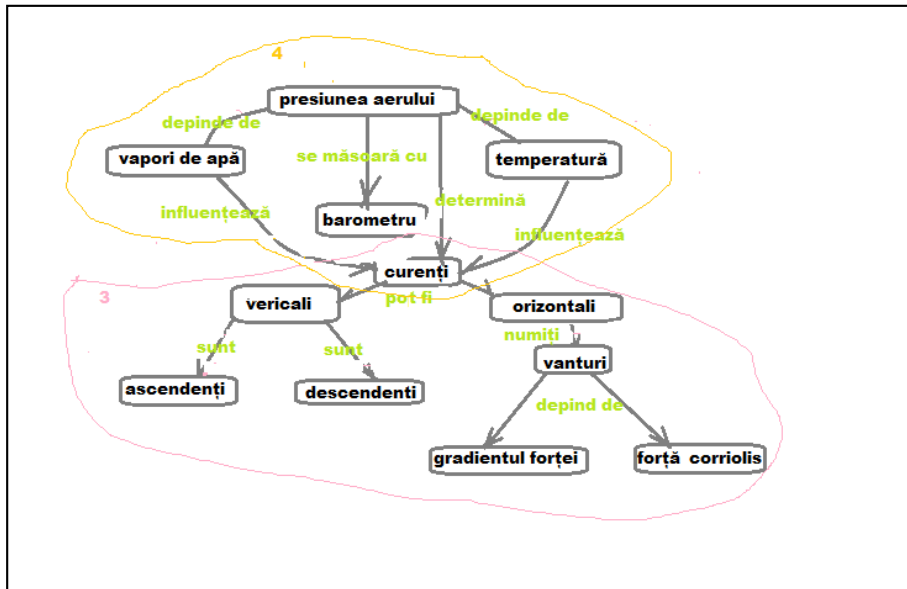 4
presiunea aerului
depinde de
depinde de
vapori de apă
se măsară cu
temperatură
determină
influențează
barometru
influențează
curenți
3
vericali
pot fi
orizontali
numiți
sunt
sunt
vanturi
ascendenți
descendenti
depind de
gradientul forței
forță corriolis